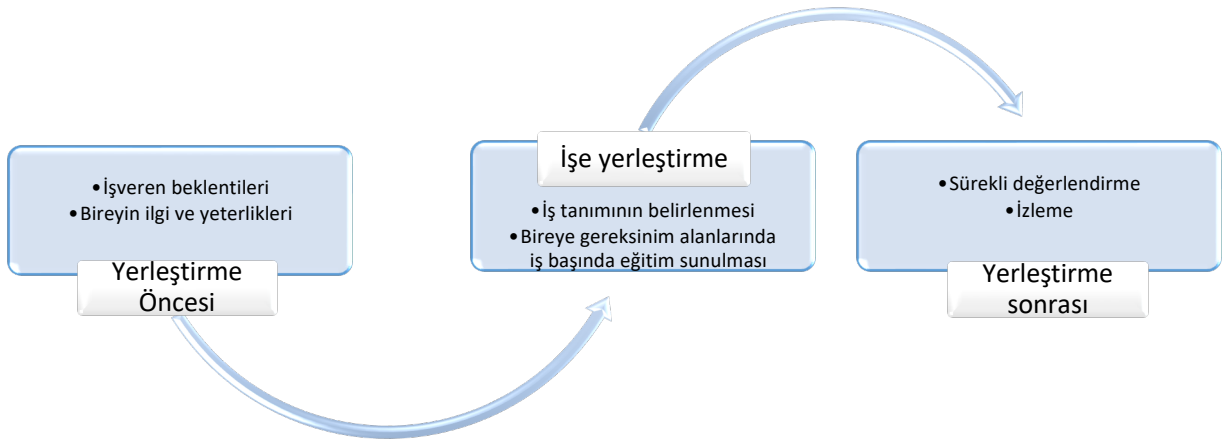 •İşveren beklentileri
•Bireyin ilgi ve yeterlikleri
Yerleştirme
Öncesi
İşe yerleştirme
•İş tanımının belirlenmesi
•Bireye gereksinim alanlarında
iş başında eğitim sunulması
•Sürekli değerlendirme
•İzleme
Yerleştirme
sonrası